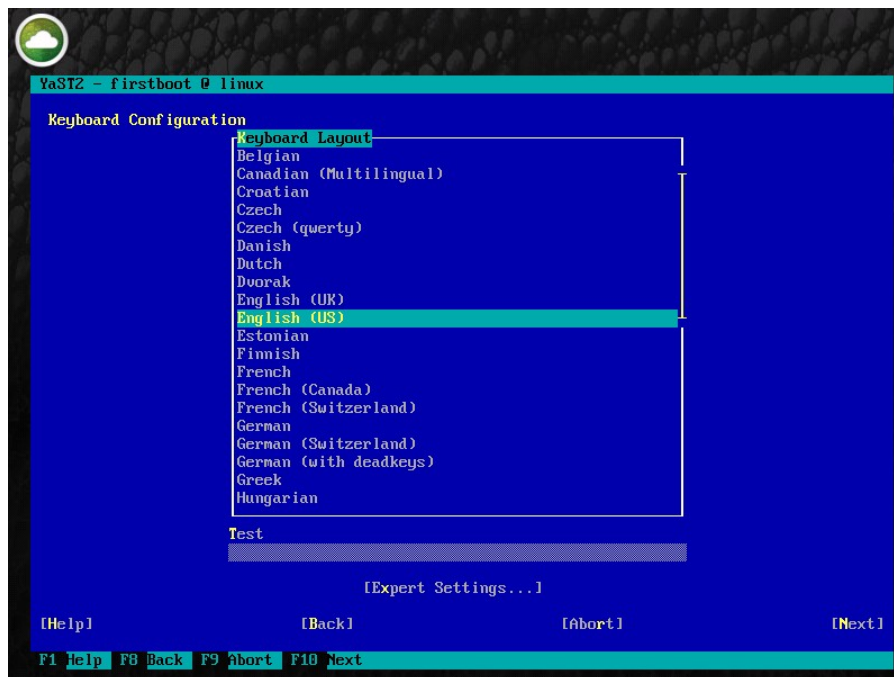 YaST2 - firstboot @ linux
Keyboard Configuration
Keyboard Layout
Belgian
Canadian (Multilingual)
Croatian
Czech
Czech (qwerty)
Danish
Dutch
Dvorak
English (UK)
English (US)
Estonian
Finnish
French
French (Canada)
French (Switzerland)
German
German (Switzerland)
German (with deadkeys)
Greek
Hungarian
Test
[Expert Settings...]
[Help] [Back] [Abort] [Next]
F1 Help F8 Back F9 Abort F10 Next